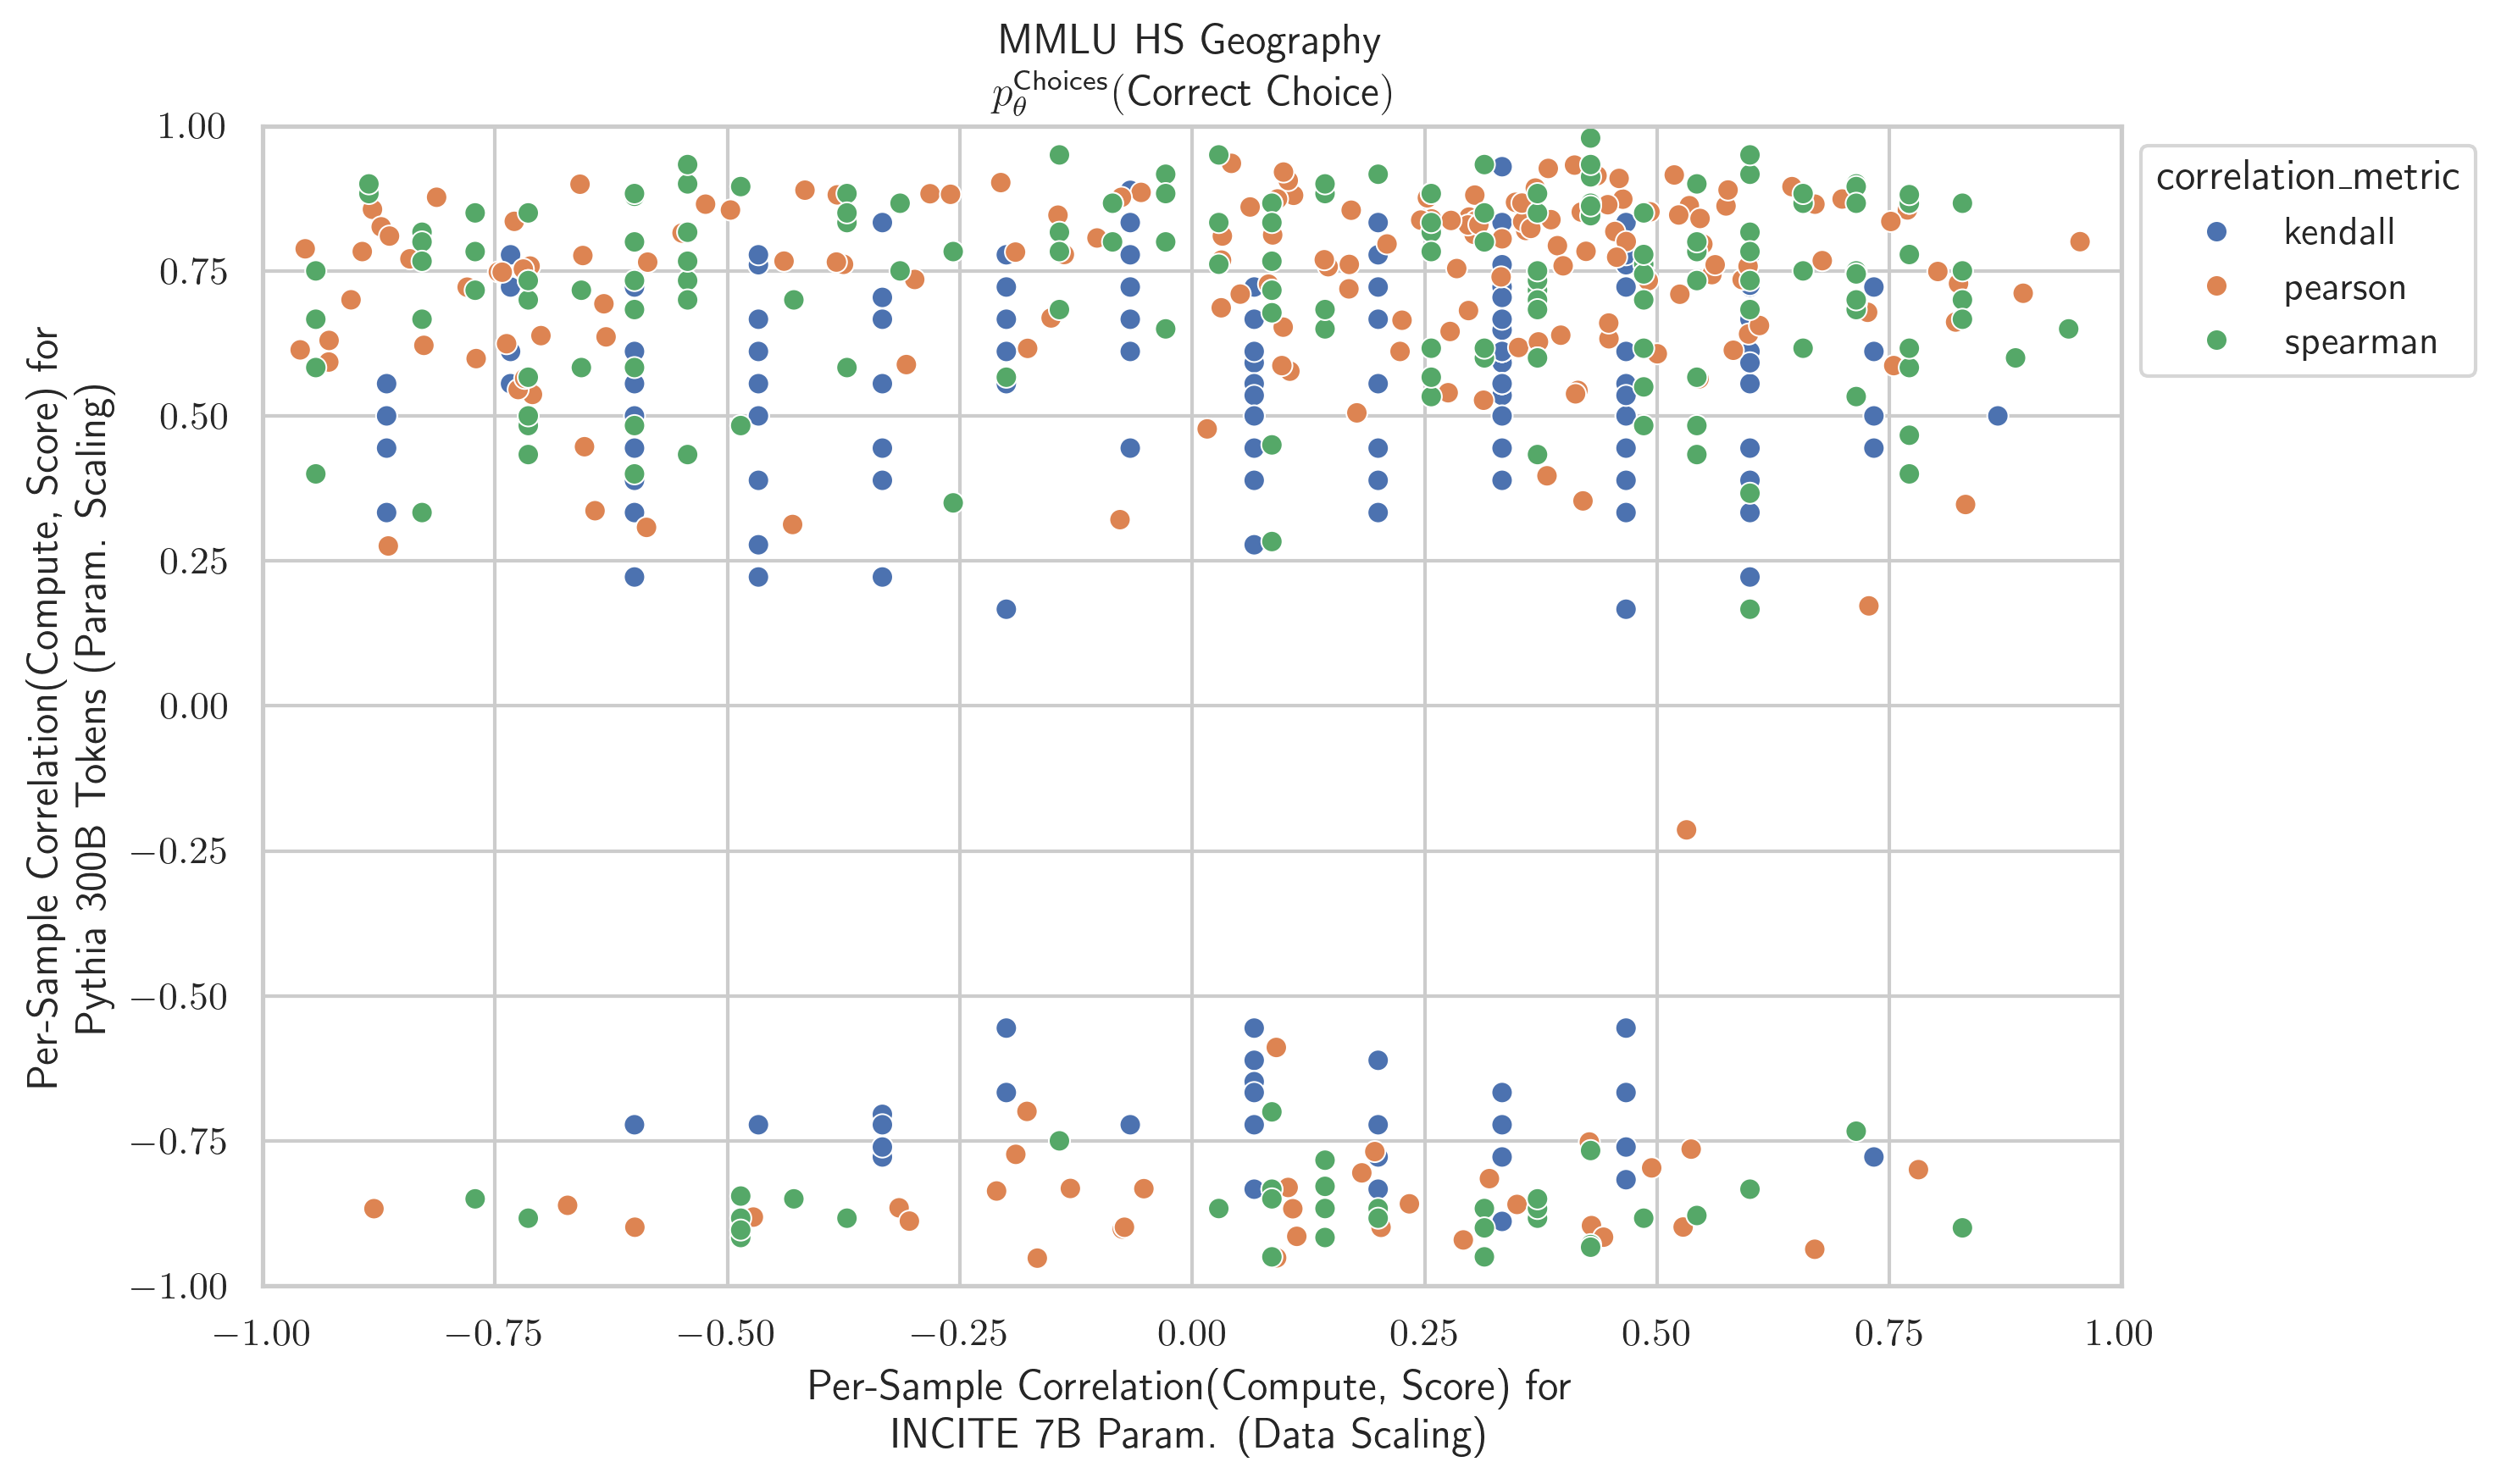 MMLU HS Geography
p_θ^Choices(Correct Choice)
Per-Sample Correlation(Compute, Score) for
Pythia 300B Tokens (Param. Scaling)
1.00
0.75
0.50
0.25
0.00
−0.25
−0.50
−0.75
−1.00
−1.00 −0.75 −0.50 −0.25 0.00 0.25 0.50 0.75 1.00
Per-Sample Correlation(Compute, Score) for
INCITE 7B Param. (Data Scaling)
correlation_metric
kendall
pearson
spearman